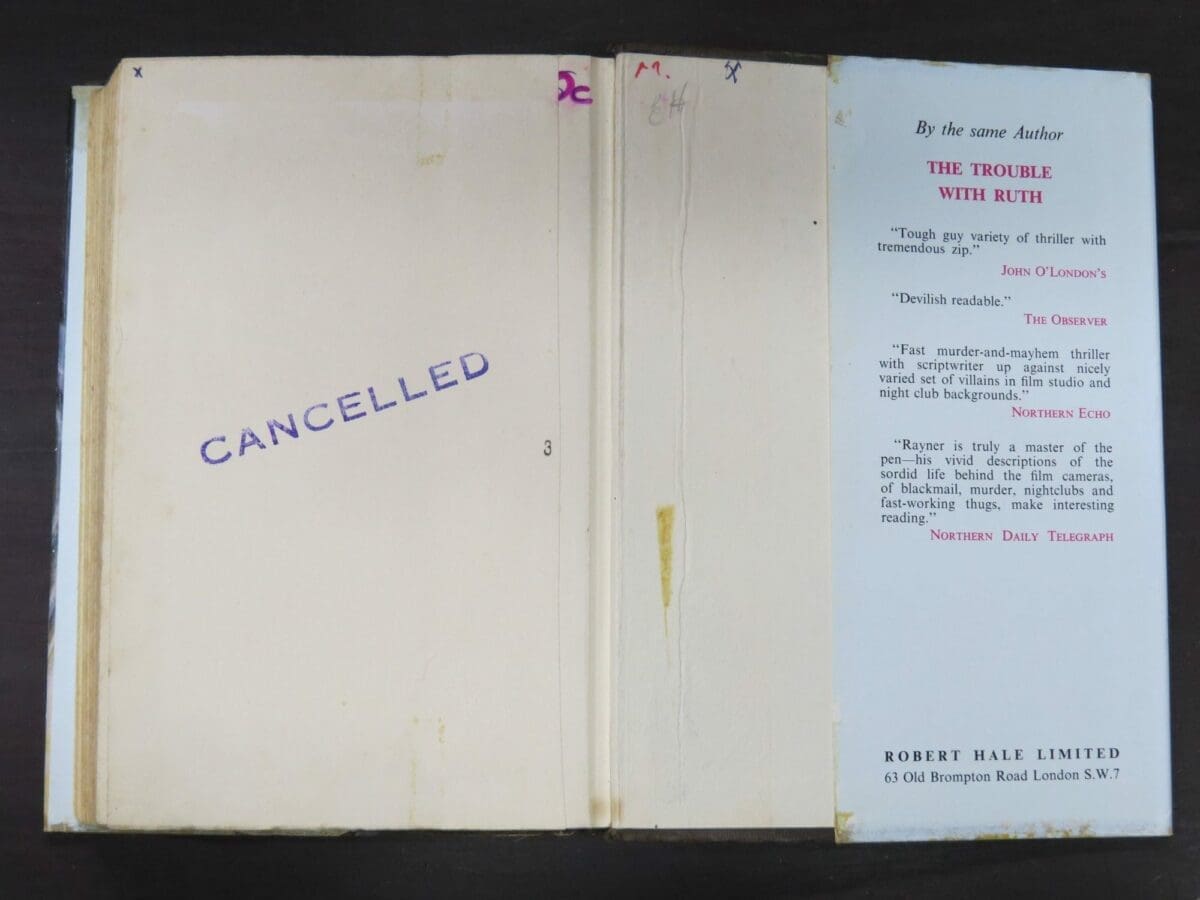 x
CANCELLED
3
M. x
EH
By the same Author
THE TROUBLE
WITH RUTH
“Tough guy variety of thriller with
tremendous zip.”
JOHN O'LONDON'S
“Devilish readable.”
THE OBSERVER
“Fast murder-and-mayhem thriller
with scriptwriter up against nicely
varied set of villains in film studio and
night club backgrounds.”
NORTHERN ECHO
“Rayner is truly a master of the
pen—his vivid descriptions of the
sordid life behind the film cameras,
of blackmail, murder, nightclubs and
fast-working thugs, make interesting
reading.”
NORTHERN DAILY TELEGRAPH
ROBERT HALE LIMITED
63 Old Brompton Road London S.W.7